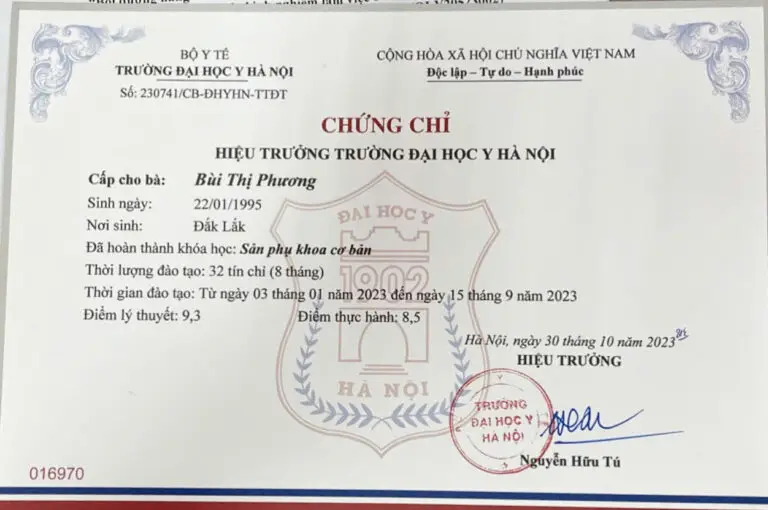 BỘ Y TẾ
TRƯỜNG ĐẠI HỌC Y HÀ NỘI
Số: 230741/CB-ĐHYHN-TTĐT
CỘNG HÒA XÃ HỘI CHỦ NGHĨA VIỆT NAM
Độc lập – Tự do – Hạnh phúc
CHỨNG CHỈ
HIỆU TRƯỞNG TRƯỜNG ĐẠI HỌC Y HÀ NỘI
Cấp cho bà: Bùi Thị Phương
Sinh ngày: 22/01/1995
Nơi sinh: Đắk Lắk
Đã hoàn thành khóa học: Sản phụ khoa cơ bản
Thời lượng đào tạo: 32 tín chỉ (8 tháng)
Thời gian đào tạo: Từ ngày 03 tháng 01 năm 2023 đến ngày 15 tháng 9 năm 2023
Điểm lý thuyết: 9,3 Điểm thực hành: 8,5
ĐẠI HỌC Y
1902
HÀ NỘI
Hà Nội, ngày 30 tháng 10 năm 2023
HIỆU TRƯỞNG
TRƯỜNG
ĐẠI HỌC Y
HÀ NỘI
Nguyễn Hữu Tú
016970